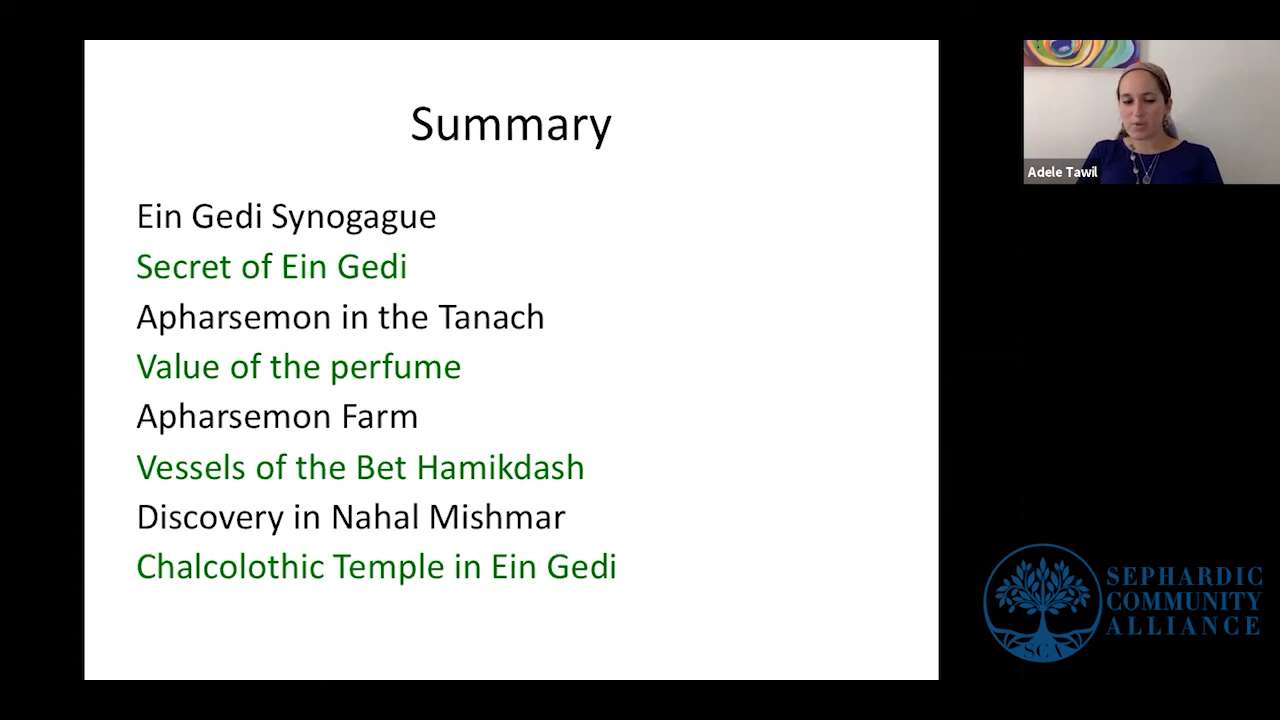 Summary
Ein Gedi Synogague
Secret of Ein Gedi
Apharsemon in the Tanach
Value of the perfume
Apharsemon Farm
Vessels of the Bet Hamikdash
Discovery in Nahal Mishmar
Chalcolothic Temple in Ein Gedi
Adele Tawil
SEPHARDIC
COMMUNITY
ALLIANCE
SCA